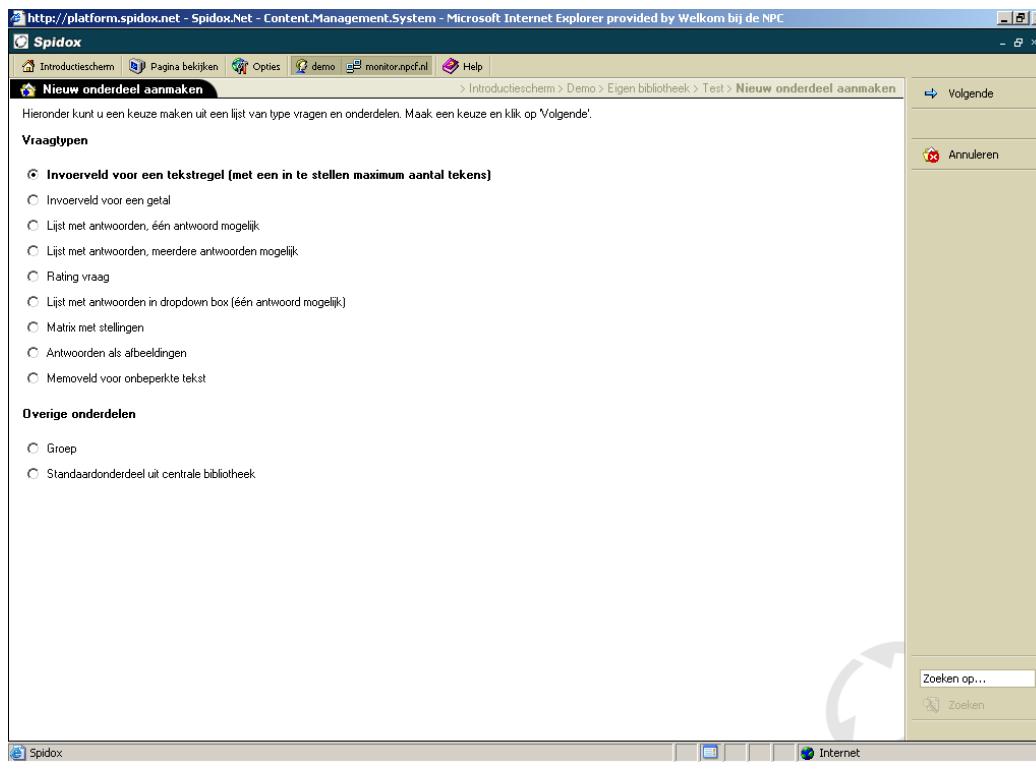 http://platform.spidox.net - Spidox.Net - Content.Management.System - Microsoft Internet Explorer provided by Welkom bij de NPC
Spidox
Introductiescherm Pagina bekijken Opties demo monitor.npcf.nl Help
Nieuw onderdeel aanmaken > Introductiescherm > Demo > Eigen bibliotheek > Test > Nieuw onderdeel aanmaken
Volgende
Hieronder kunt u een keuze maken uit een lijst van type vragen en onderdelen. Maak een keuze en klik op 'Volgende'.
Vraagtypen
Annuleren
Invoerveld voor een tekstregel (met een in te stellen maximum aantal tekens)
Invoerveld voor een getal
Lijst met antwoorden, één antwoord mogelijk
Lijst met antwoorden, meerdere antwoorden mogelijk
Rating vraag
Lijst met antwoorden in dropdown box (één antwoord mogelijk)
Matrix met stellingen
Antwoorden als afbeeldingen
Memoveld voor onbeperkte tekst
Overige onderdelen
Groep
Standaardonderdeel uit centrale bibliotheek
Zoeken op...
Zoeken
Spidox Internet